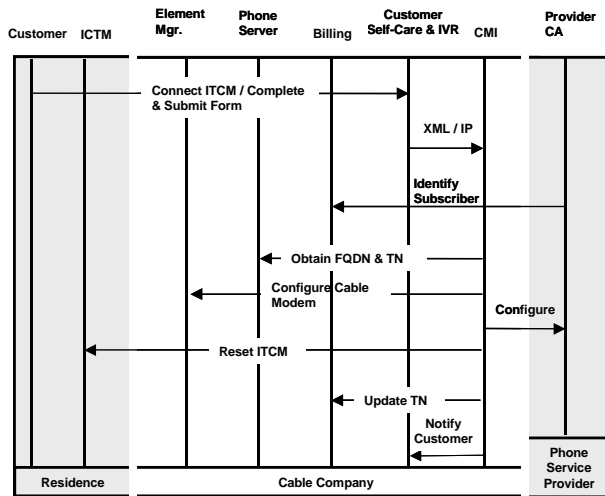 Customer
ICTM
Element
Mgr.
Phone
Server
Billing
Customer
Self-Care & IVR
CMI
Provider
CA
Connect ITCM / Complete
& Submit Form
XML / IP
Identify
Subscriber
Obtain FQDN & TN
Configure Cable
Modem
Configure
Reset ITCM
Update TN
Notify
Customer
Residence
Cable Company
Phone
Service
Provider